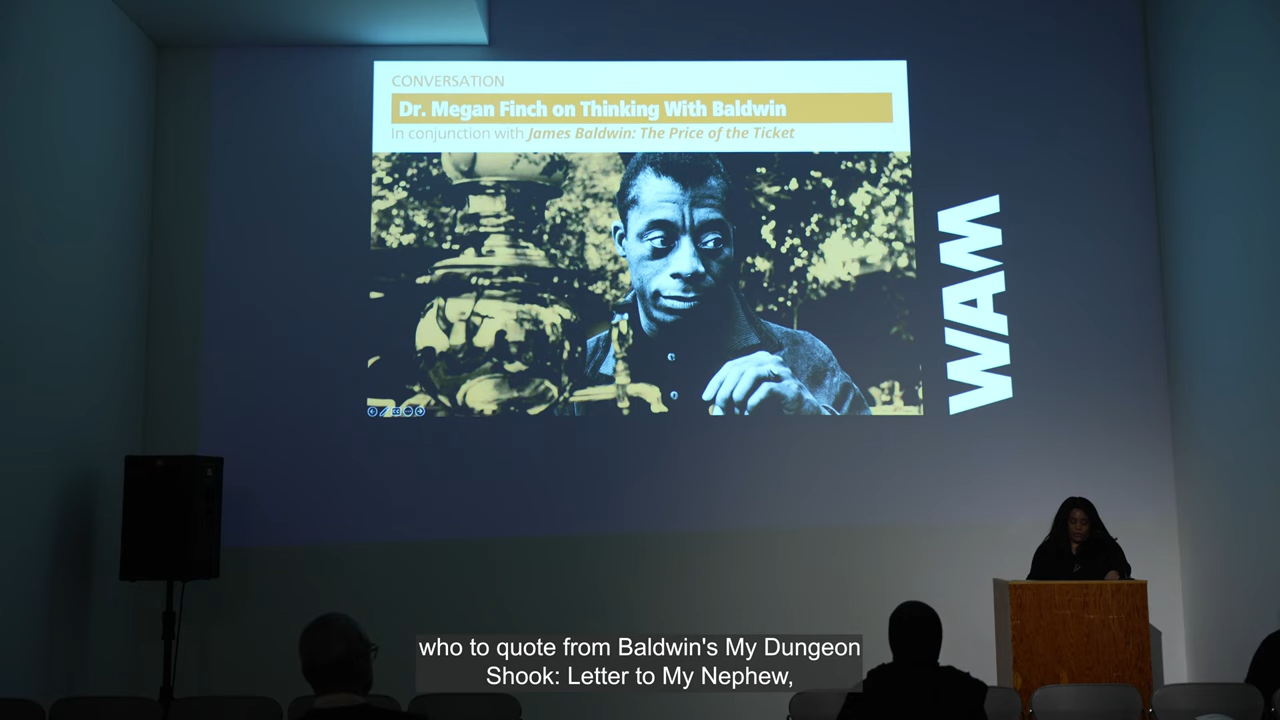 CONVERSATION
Dr. Megan Finch on Thinking With Baldwin
In conjunction with James Baldwin: The Price of the Ticket
WAM
who to quote from Baldwin's My Dungeon
Shook: Letter to My Nephew,